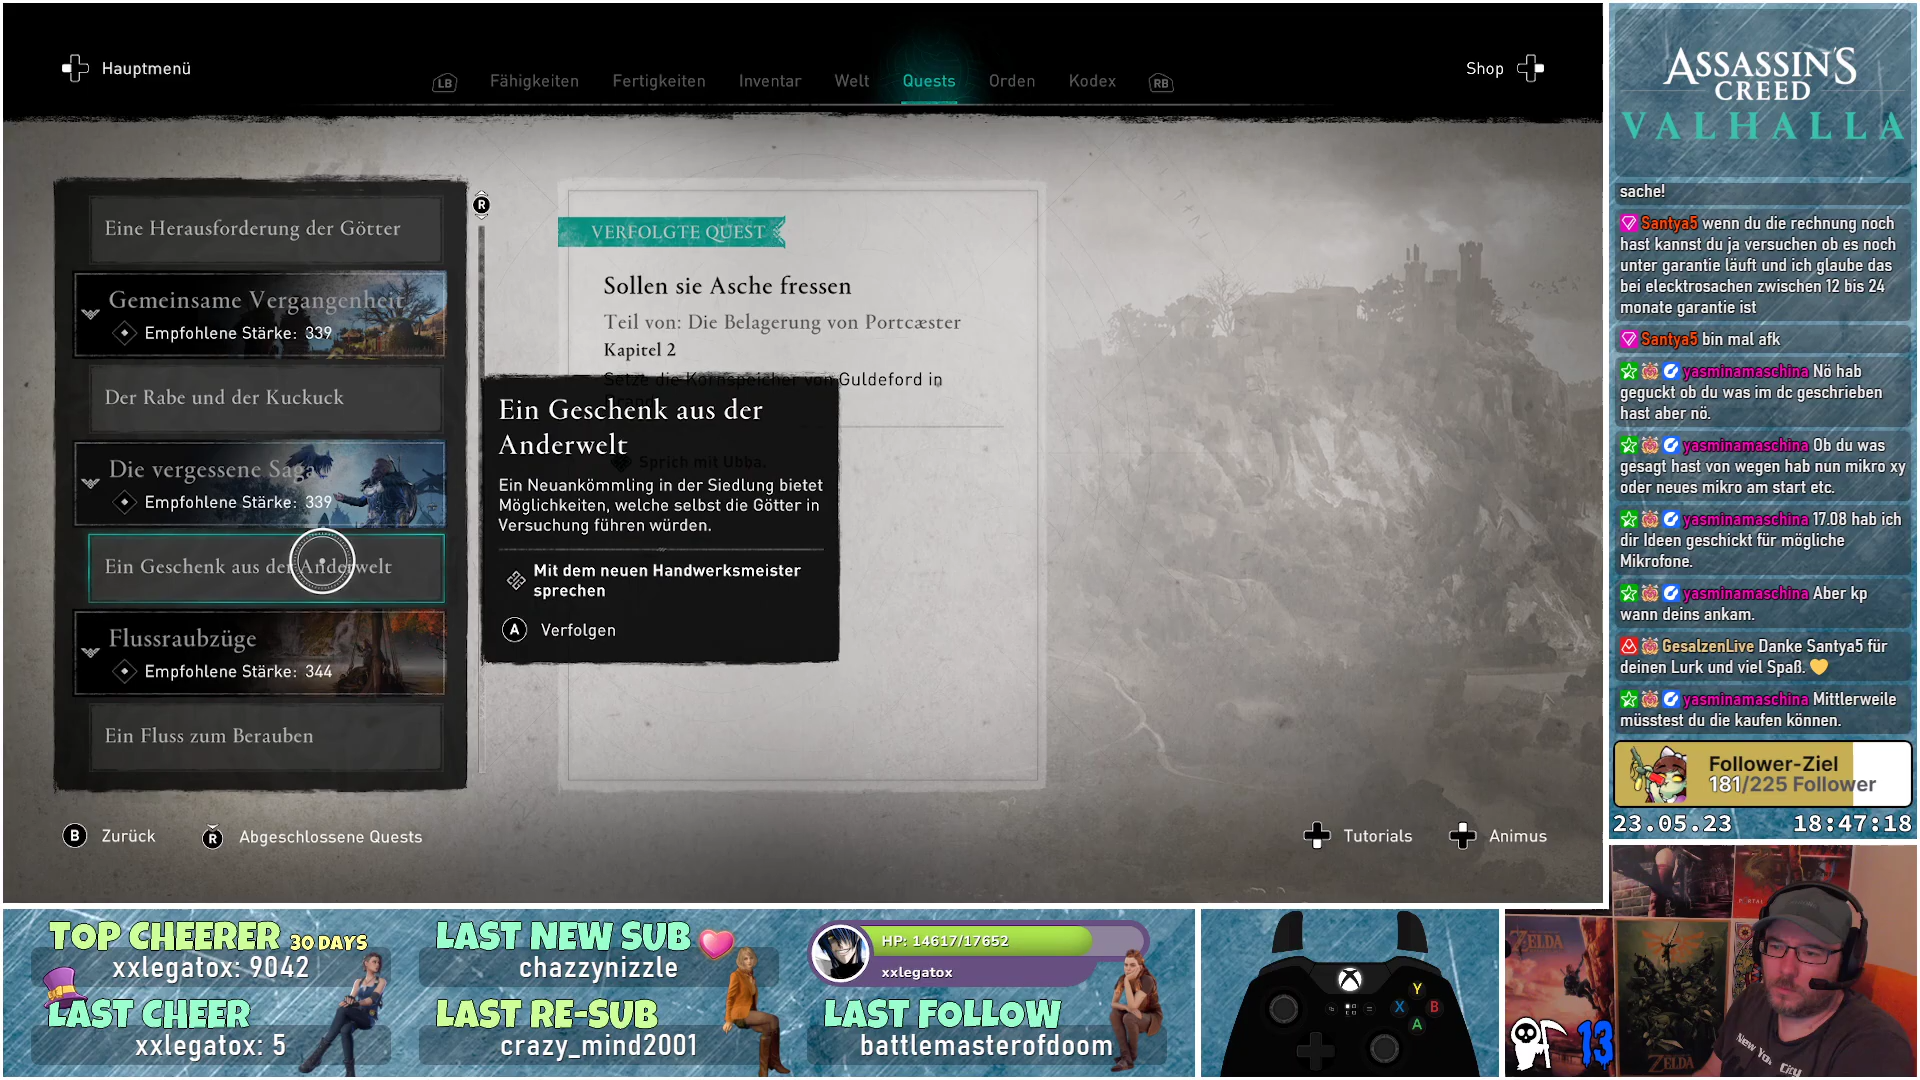 Hauptmenü
LB
Fähigkeiten
Fertigkeiten
Inventar
Welt
Quests
Orden
Kodex
RB
Shop
Eine Herausforderung der Götter
Gemeinsame Vergangenheit
Empfohlene Stärke: 339
Der Rabe und der Kuckuck
Die vergessene Saga
Empfohlene Stärke: 339
Ein Geschenk aus der Anderwelt
Flussraubzüge
Empfohlene Stärke: 344
Ein Fluss zum Berauben
R
VERFOLGTE QUEST
Sollen sie Asche fressen
Teil von: Die Belagerung von Portcæster
Kapitel 2
Setze die Kornspeicher von Guldeford in
Sprich mit Ubba.
Ein Geschenk aus der
Anderwelt
Ein Neuankömmling in der Siedlung bietet
Möglichkeiten, welche selbst die Götter in
Versuchung führen würden.
Mit dem neuen Handwerksmeister
sprechen
A Verfolgen
B Zurück
R Abgeschlossene Quests
Tutorials
Animus
ASSASSIN'S
CREED
VALHALLA
sache!
Santya5 wenn du die rechnung noch
hast kannst du ja versuchen ob es noch
unter garantie läuft und ich glaube das
bei elecktrosachen zwischen 12 bis 24
monate garantie ist
Santya5 bin mal afk
yasminamaschina Nö hab
geguckt ob du was im dc geschrieben
hast aber nö.
yasminamaschina Ob du was
gesagt hast von wegen hab nun mikro xy
oder neues mikro am start etc.
yasminamaschina 17.08 hab ich
dir Ideen geschickt für mögliche
Mikrofone.
yasminamaschina Aber kp
wann deins ankam.
GesalzenLive Danke Santya5 für
deinen Lurk und viel Spaß.
yasminamaschina Mittlerweile
müsstest du die kaufen können.
Follower-Ziel
181/225 Follower
23.05.23 18:47:18
TOP CHEERER 30 DAYS
xxlegatox: 9042
LAST CHEER
xxlegatox: 5
LAST NEW SUB
chazzynizzle
LAST RE-SUB
crazy_mind2001
HP: 14617/17652
xxlegatox
LAST FOLLOW
battlemasterofdoom
Y
X
B
A
13
ZELDA
ZELDA
PORTAL
New York City